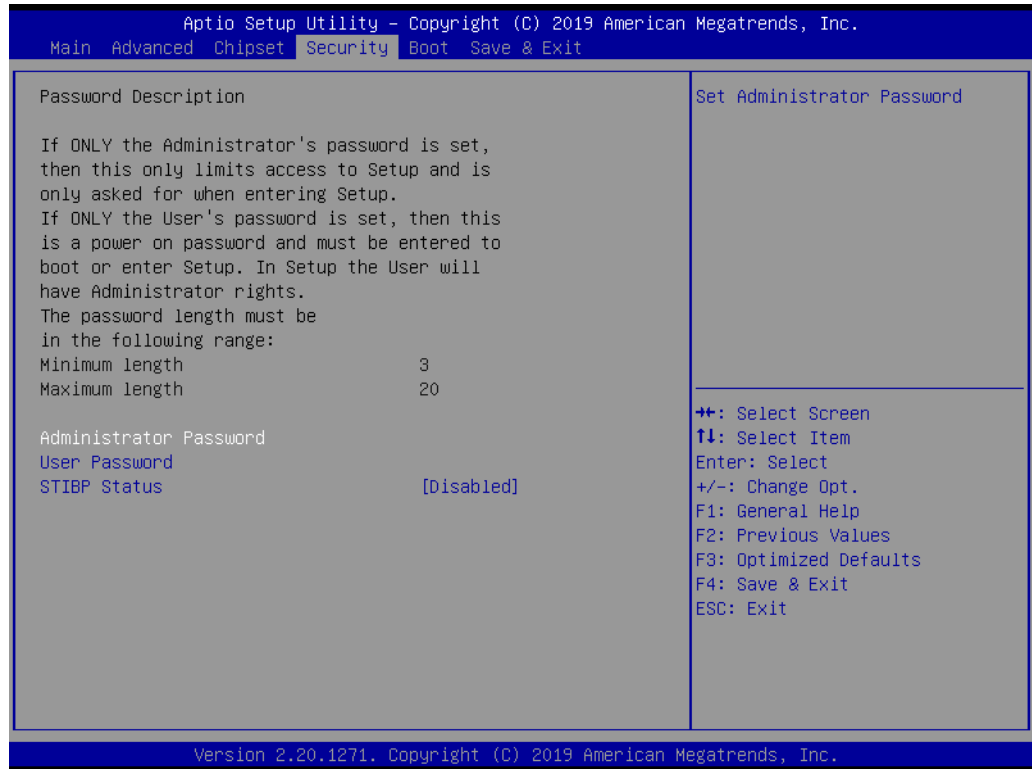 Aptio Setup Utility – Copyright (C) 2019 American Megatrends, Inc.
Main Advanced Chipset Security Boot Save & Exit
Password Description
If ONLY the Administrator's password is set,
then this only limits access to Setup and is
only asked for when entering Setup.
If ONLY the User's password is set, then this
is a power on password and must be entered to
boot or enter Setup. In Setup the User will
have Administrator rights.
The password length must be
in the following range:
Minimum length 3
Maximum length 20
Administrator Password
User Password
STIBP Status [Disabled]
Set Administrator Password
→←: Select Screen
↑↓: Select Item
Enter: Select
+/-: Change Opt.
F1: General Help
F2: Previous Values
F3: Optimized Defaults
F4: Save & Exit
ESC: Exit
Version 2.20.1271. Copyright (C) 2019 American Megatrends, Inc.